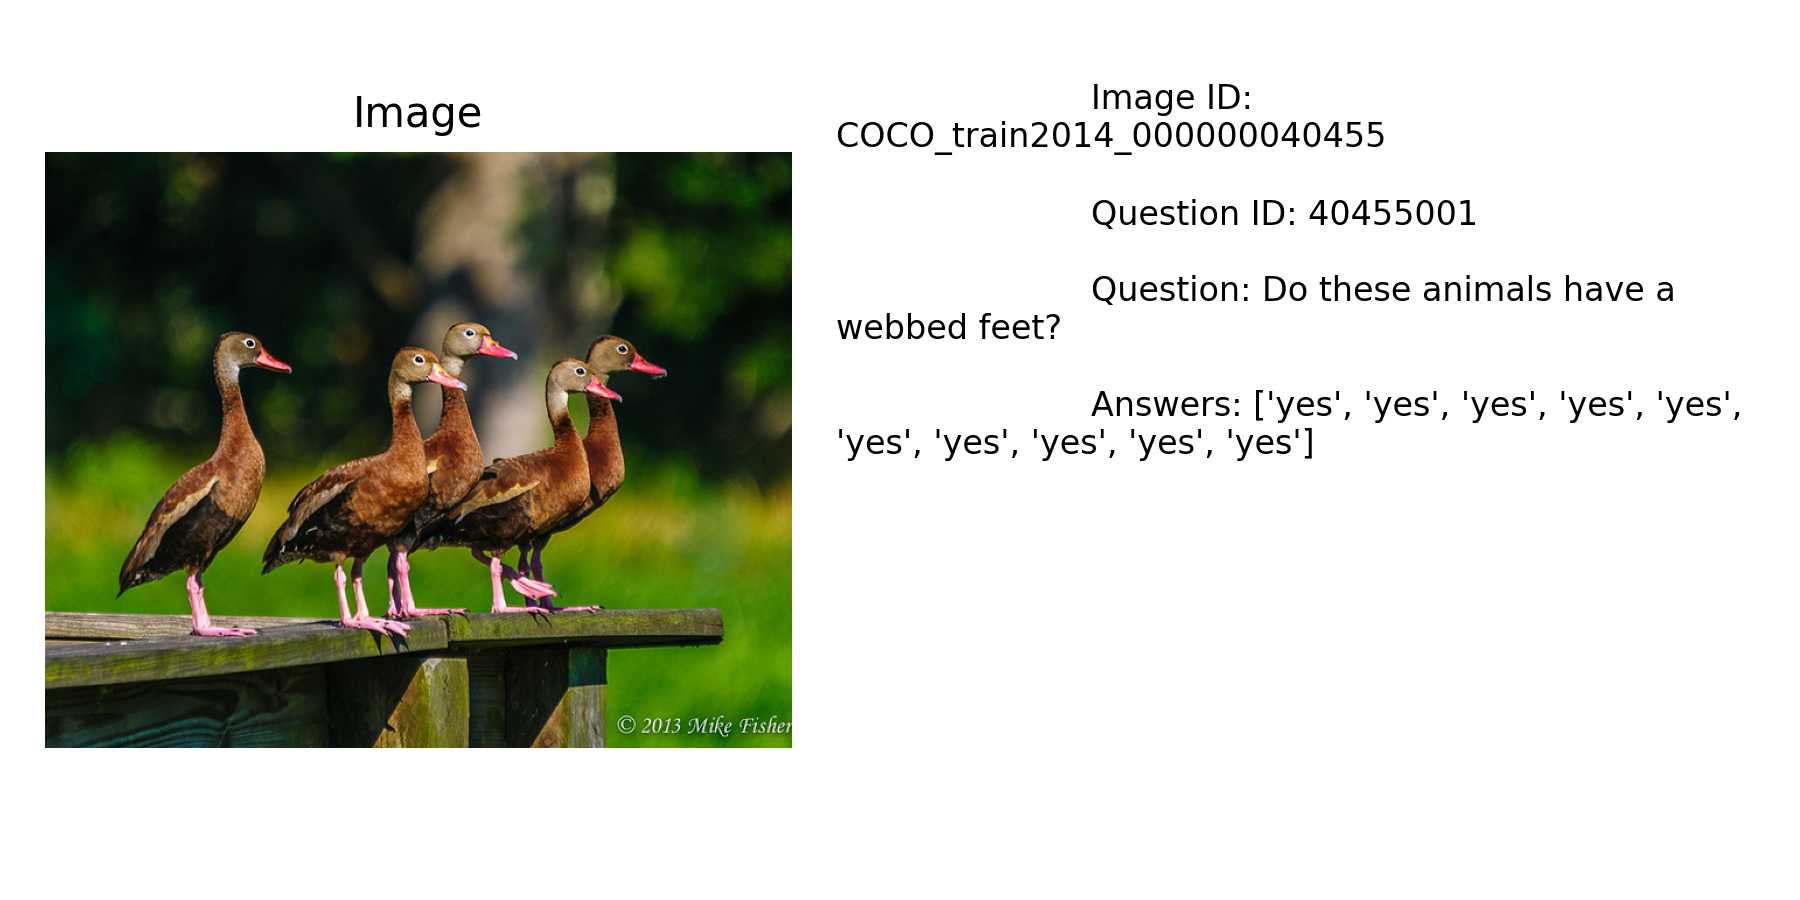 Image
Image ID:
COCO_train2014_000000040455
Question ID: 40455001
Question: Do these animals have a
webbed feet?
Answers: ['yes', 'yes', 'yes', 'yes', 'yes',
'yes', 'yes', 'yes', 'yes', 'yes']
© 2013 Mike Fisher